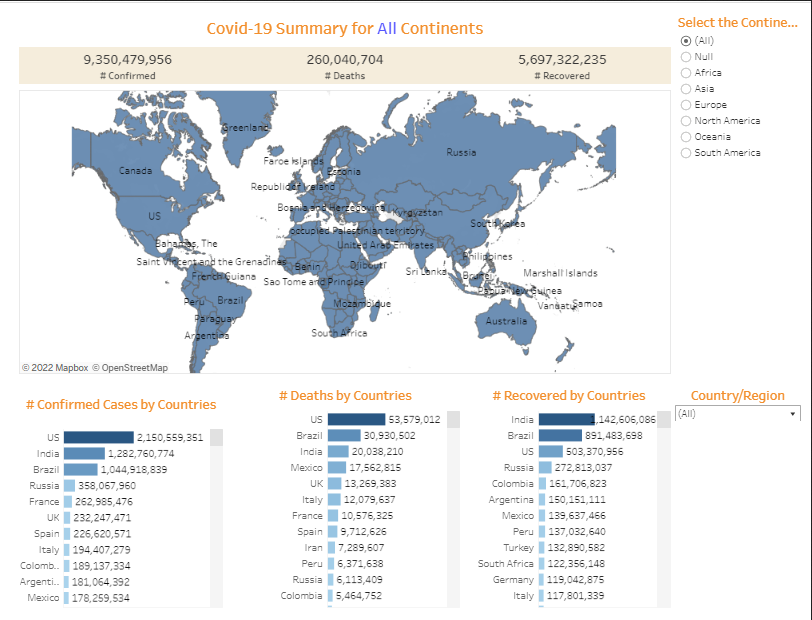 Covid-19 Summary for All Continents
9,350,479,956
# Confirmed
260,040,704
# Deaths
5,697,322,235
# Recovered
Select the Contine...
(All)
Null
Africa
Asia
Europe
North America
Oceania
South America
Greenland
Canada
Faroe Islands
Russia
Estonia
Republic of Ireland
US
Bosnia and Herzegovina
Kyrgyzstan
occupied Palestinian territory
South Korea
Bahamas, The
United Arab Emirates
Philippines
Saint Vincent and the Grenadines
Benin
Djibouti
Sri Lanka
Brunei
Marshall Islands
French Guiana
Sao Tome and Principe
Papua New Guinea
Peru
Brazil
Mozambique
Vanuatu
Samoa
Paraguay
Argentina
South Africa
Australia
© 2022 Mapbox © OpenStreetMap
# Confirmed Cases by Countries
US 2,150,559,351
India 1,282,760,774
Brazil 1,044,918,839
Russia 358,067,960
France 262,985,476
UK 232,247,471
Spain 226,620,571
Italy 194,407,279
Colomb.. 189,137,334
Argenti.. 181,064,392
Mexico 178,259,534
# Deaths by Countries
US 53,579,012
Brazil 30,930,502
India 20,038,210
Mexico 17,562,815
UK 13,269,383
Italy 12,079,637
France 10,576,325
Spain 9,712,626
Iran 7,289,607
Peru 6,371,638
Russia 6,113,409
Colombia 5,464,752
# Recovered by Countries
India 1,142,606,086
Brazil 891,483,698
US 503,370,956
Russia 272,813,037
Colombia 161,706,823
Argentina 150,151,111
Mexico 139,637,466
Peru 137,032,640
Turkey 132,890,582
South Africa 122,356,148
Germany 119,042,875
Italy 117,801,339
Country/Region
(All)